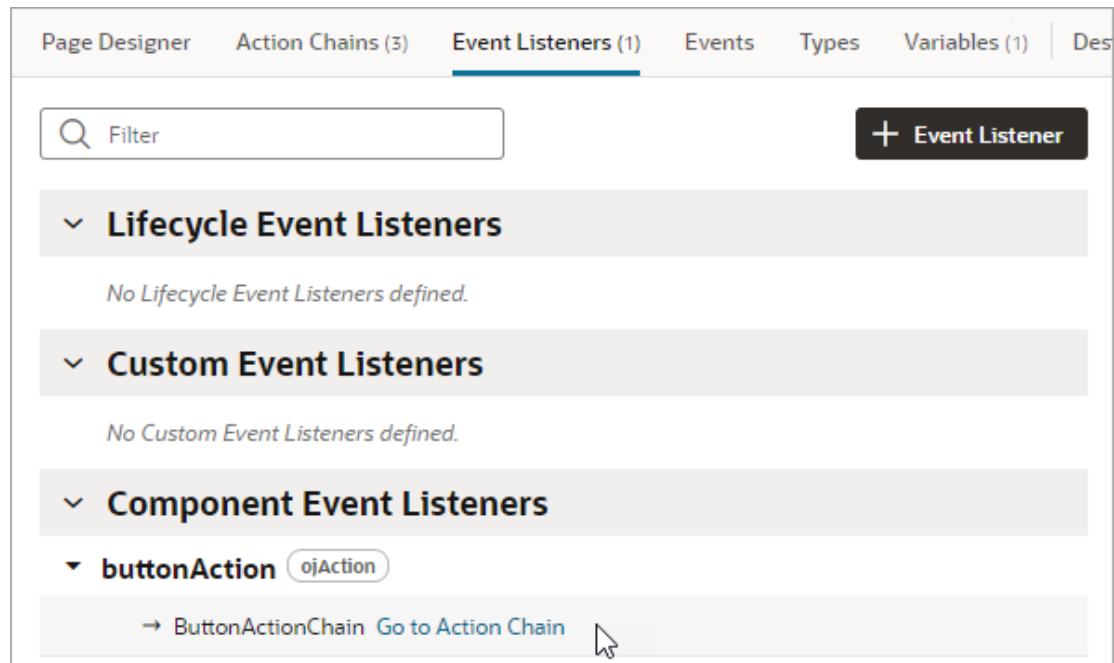 Page Designer Action Chains (3) Event Listeners (1) Events Types Variables (1) Des
Filter
+ Event Listener
Lifecycle Event Listeners
No Lifecycle Event Listeners defined.
Custom Event Listeners
No Custom Event Listeners defined.
Component Event Listeners
buttonAction ojAction
→ ButtonActionChain Go to Action Chain